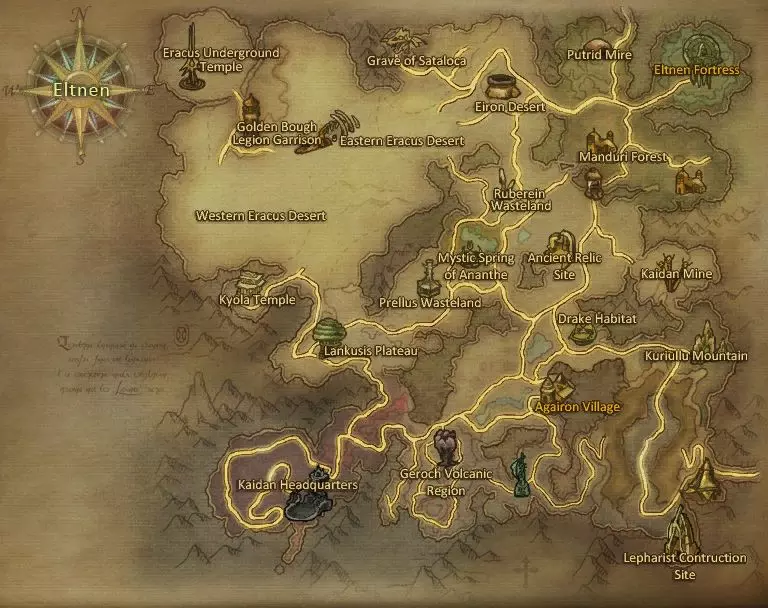 N
Eltnen
E
S
Eracus Underground
Temple
Grave of Sataloca
Putrid Mire
Eltnen Fortress
Eiron Desert
Golden Bough
Legion Garrison
Eastern Eracus Desert
Manduri Forest
Ruberein
Wasteland
Western Eracus Desert
Mystic Spring
of Ananthe
Ancient Relic
Site
Kaidan Mine
Kyola Temple
Prellus Wasteland
Drake Habitat
Lankusis Plateau
Kuriullu Mountain
Agairon Village
Kaidan Headquarters
Geroch Volcanic
Region
Lepharist Contruction
Site